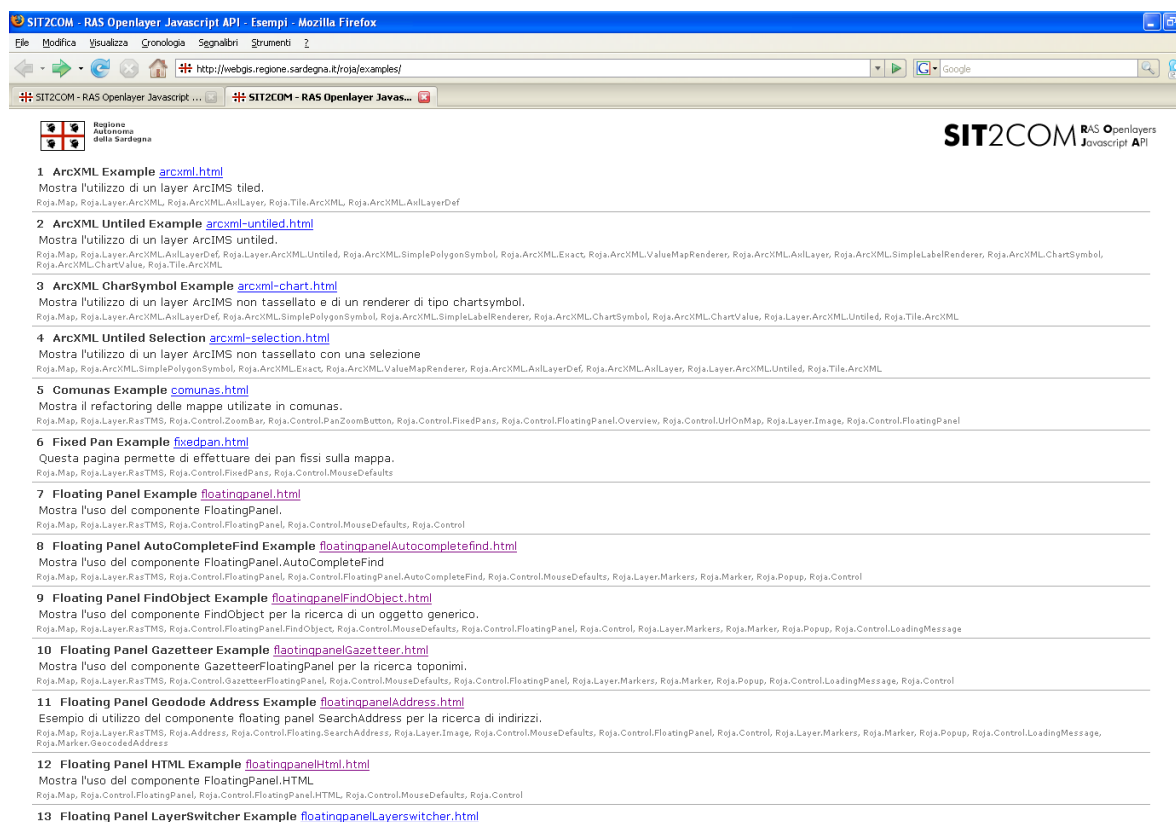 SIT2COM - RAS Openlayer Javascript API - Esempi - Mozilla Firefox
File Modifica Visualizza Cronologia Segnalibri Strumenti ?
http://webgis.regione.sardegna.it/roja/examples/
G Google
SIT2COM - RAS Openlayer Javascript ...
SIT2COM - RAS Openlayer Javas...
Regione
Autonoma
della Sardegna
SIT2COM RAS Openlayers
Javascript API
1 ArcXML Example arcxml.html
Mostra l'utilizzo di un layer ArcIMS tiled.
Roja.Map, Roja.Layer.ArcXML, Roja.ArcXML.AxlLayer, Roja.Tile.ArcXML, Roja.ArcXML.AxlLayerDef
2 ArcXML Untiled Example arcxml-untiled.html
Mostra l'utilizzo di un layer ArcIMS untiled.
Roja.Map, Roja.Layer.ArcXML.AxlLayerDef, Roja.Layer.ArcXML.Untiled, Roja.ArcXML.SimplePolygonSymbol, Roja.ArcXML.Exact, Roja.ArcXML.ValueMapRenderer, Roja.ArcXML.AxlLayer, Roja.ArcXML.SimpleLabelRenderer, Roja.ArcXML.ChartSymbol,
Roja.ArcXML.ChartValue, Roja.Tile.ArcXML
3 ArcXML CharSymbol Example arcxml-chart.html
Mostra l'utilizzo di un layer ArcIMS non tassellato e di un renderer di tipo chartsymbol.
Roja.Map, Roja.Layer.ArcXML.AxlLayerDef, Roja.ArcXML.SimplePolygonSymbol, Roja.ArcXML.SimpleLabelRenderer, Roja.ArcXML.ChartSymbol, Roja.ArcXML.ChartValue, Roja.Layer.ArcXML.Untiled, Roja.Tile.ArcXML
4 ArcXML Untiled Selection arcxml-selection.html
Mostra l'utilizzo di un layer ArcIMS non tassellato con una selezione
Roja.Map, Roja.ArcXML.SimplePolygonSymbol, Roja.ArcXML.Exact, Roja.ArcXML.ValueMapRenderer, Roja.ArcXML.AxlLayerDef, Roja.ArcXML.AxlLayer, Roja.Layer.ArcXML.Untiled, Roja.Tile.ArcXML
5 Comunas Example comunas.html
Mostra il refactoring delle mappe utilizate in comunas.
Roja.Map, Roja.Layer.RasTMS, Roja.Control.ZoomBar, Roja.Control.PanZoomButton, Roja.Control.FixedPans, Roja.Control.FloatingPanel.Overview, Roja.Control.UrlOnMap, Roja.Layer.Image, Roja.Control.FloatingPanel
6 Fixed Pan Example fixedpan.html
Questa pagina permette di effettuare dei pan fissi sulla mappa.
Roja.Map, Roja.Layer.RasTMS, Roja.Control.FixedPans, Roja.Control.MouseDefaults
7 Floating Panel Example floatingpanel.html
Mostra l'uso del componente FloatingPanel.
Roja.Map, Roja.Layer.RasTMS, Roja.Control.FloatingPanel, Roja.Control.MouseDefaults, Roja.Control
8 Floating Panel AutoCompleteFind Example floatingpanelAutocompletefind.html
Mostra l'uso del componente FloatingPanel.AutoCompleteFind
Roja.Map, Roja.Layer.RasTMS, Roja.Control.FloatingPanel, Roja.Control.FloatingPanel.AutoCompleteFind, Roja.Control.MouseDefaults, Roja.Layer.Markers, Roja.Marker, Roja.Popup, Roja.Control
9 Floating Panel FindObject Example floatingpanelFindObject.html
Mostra l'uso del componente FindObject per la ricerca di un oggetto generico.
Roja.Map, Roja.Layer.RasTMS, Roja.Control.FloatingPanel.FindObject, Roja.Control.MouseDefaults, Roja.Control.FloatingPanel, Roja.Control, Roja.Layer.Markers, Roja.Marker, Roja.Popup, Roja.Control.LoadingMessage
10 Floating Panel Gazetteer Example flaotingpanelGazetteer.html
Mostra l'uso del componente GazetteerFloatingPanel per la ricerca toponimi.
Roja.Map, Roja.Layer.RasTMS, Roja.Control.GazetteerFloatingPanel, Roja.Control.MouseDefaults, Roja.Control.FloatingPanel, Roja.Layer.Markers, Roja.Marker, Roja.Popup, Roja.Control.LoadingMessage, Roja.Control
11 Floating Panel Geodode Address Example floatingpanelAddress.html
Esempio di utilizzo del componente floating panel SearchAddress per la ricerca di indirizzi.
Roja.Map, Roja.Layer.RasTMS, Roja.Address, Roja.Control.Floating.SearchAddress, Roja.Layer.Image, Roja.Control.MouseDefaults, Roja.Control.FloatingPanel, Roja.Control, Roja.Layer.Markers, Roja.Marker, Roja.Popup, Roja.Control.LoadingMessage,
Roja.Marker.GeocodedAddress
12 Floating Panel HTML Example floatingpanelHtml.html
Mostra l'uso del componente FloatingPanel.HTML
Roja.Map, Roja.Control.FloatingPanel, Roja.Control.FloatingPanel.HTML, Roja.Control.MouseDefaults, Roja.Control
13 Floating Panel LayerSwitcher Example floatingpanelLayerswitcher.html